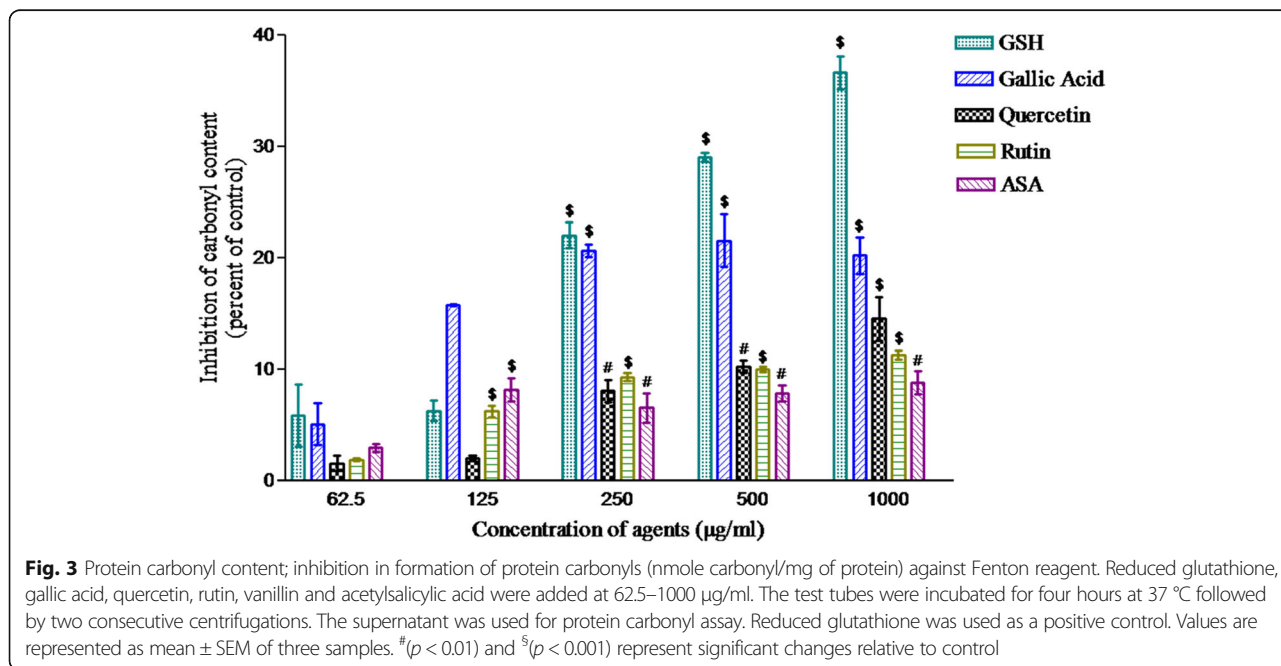 40
30
20
10
0
Inhibition of carbonyl content
(percent of control)
$
$
$
$
$
$
$
$
#
$
#
#
$
#
$
$
#
GSH
Gallic Acid
Quercetin
Rutin
ASA
62.5 125 250 500 1000
Concentration of agents (µg/ml)
Fig. 3 Protein carbonyl content; inhibition in formation of protein carbonyls (nmole carbonyl/mg of protein) against Fenton reagent. Reduced glutathione,
gallic acid, quercetin, rutin, vanillin and acetylsalicylic acid were added at 62.5–1000 μg/ml. The test tubes were incubated for four hours at 37 °C followed
by two consecutive centrifugations. The supernatant was used for protein carbonyl assay. Reduced glutathione was used as a positive control. Values are
represented as mean ± SEM of three samples. #(p < 0.01) and §(p < 0.001) represent significant changes relative to control